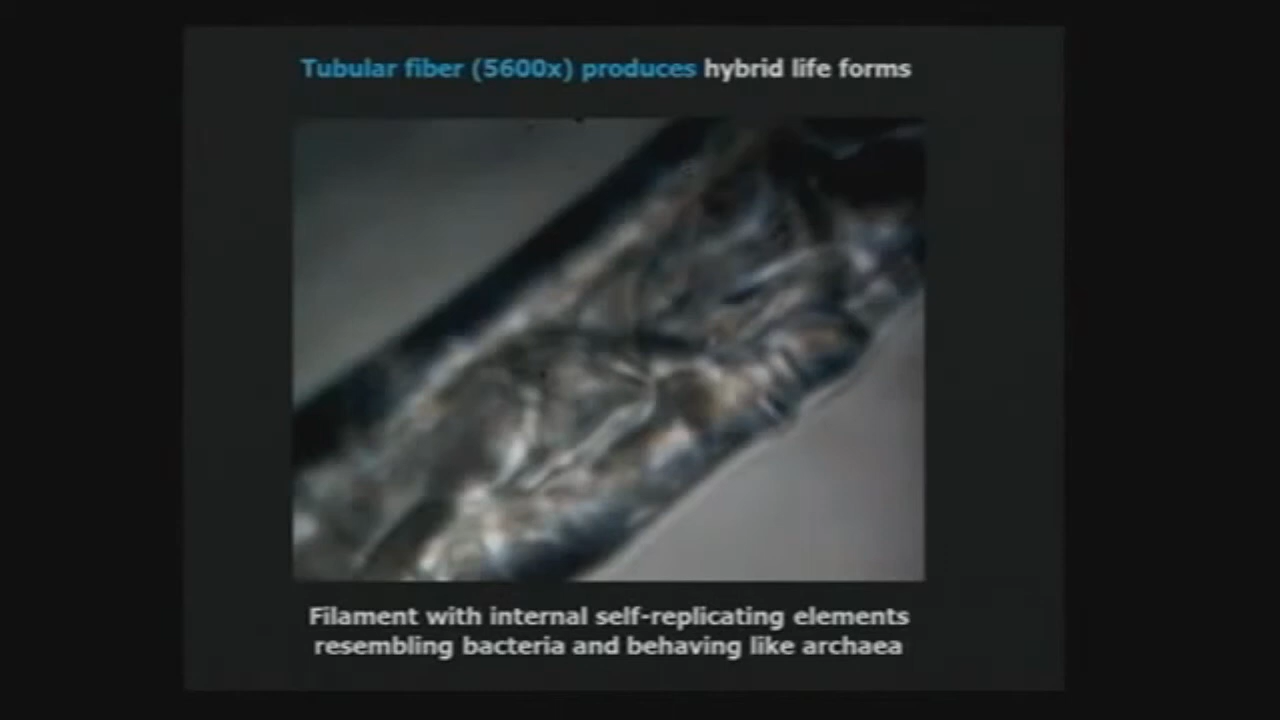 Tubular fiber (5600x) produces hybrid life forms
Filament with internal self-replicating elements
resembling bacteria and behaving like archaea